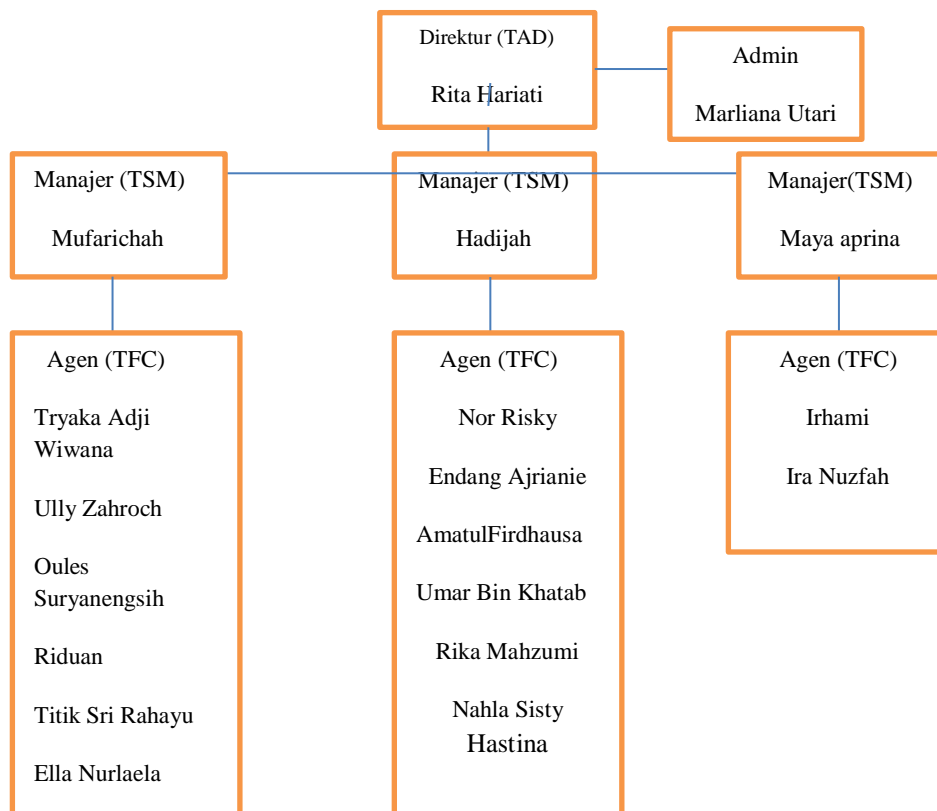 Direktur (TAD)
Rita Hariati
Admin
Marliana Utari
Manajer (TSM)
Mufarichah
Manajer (TSM)
Hadijah
Manajer(TSM)
Maya aprina
Agen (TFC)
Tryaka Adji
Wiwana
Ully Zahroch
Oules
Suryanengsih
Riduan
Titik Sri Rahayu
Ella Nurlaela
Agen (TFC)
Nor Risky
Endang Ajrianie
AmatulFirdhausa
Umar Bin Khatab
Rika Mahzumi
Nahla Sisty
Hastina
Agen (TFC)
Irhami
Ira Nuzfah